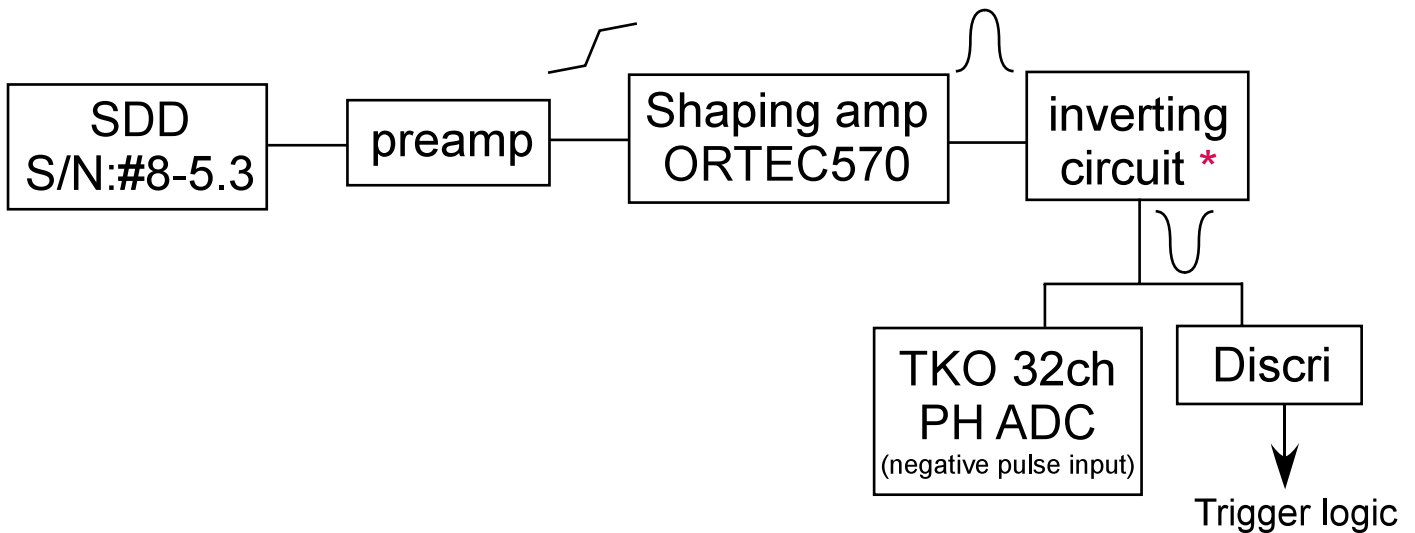 SDD
S/N:#8-5.3
preamp
Shaping amp
ORTEC570
inverting
circuit *
TKO 32ch
PH ADC
(negative pulse input)
Discri
Trigger logic